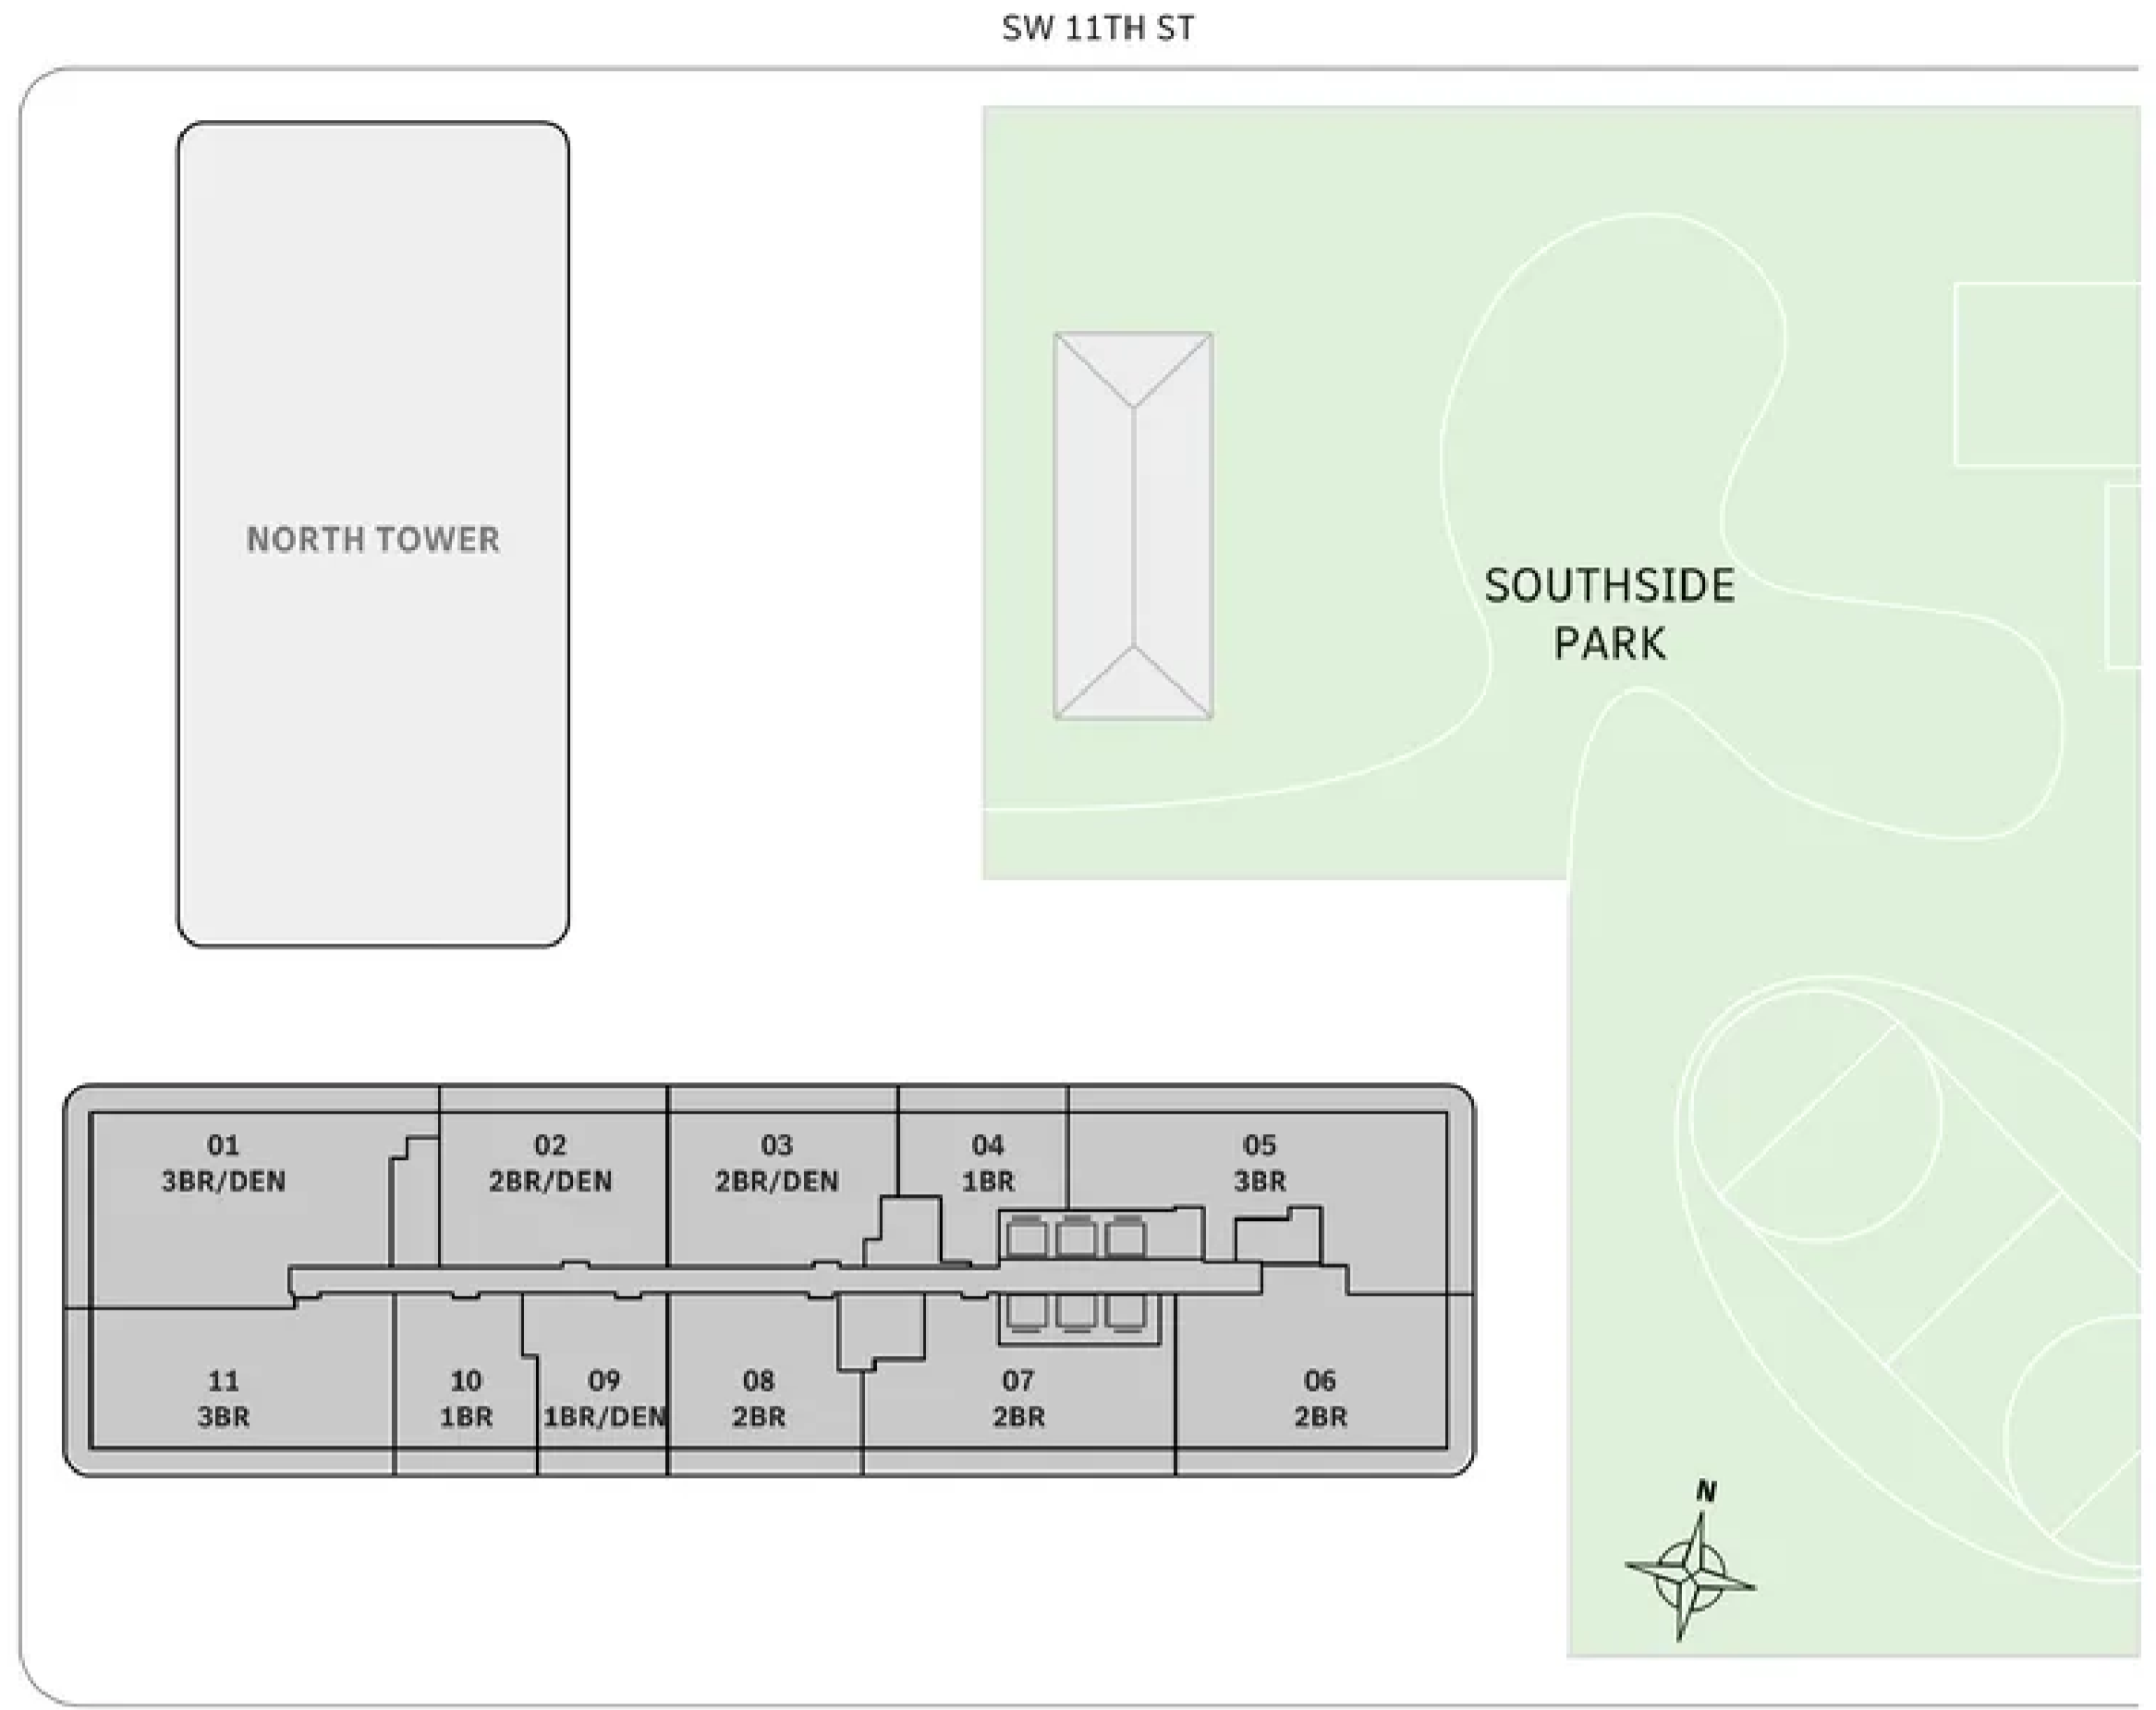 SW 11TH ST
NORTH TOWER
SOUTHSIDE
PARK
01
3BR/DEN
02
2BR/DEN
03
2BR/DEN
04
1BR
05
3BR
11
3BR
10
1BR
09
1BR/DEN
08
2BR
07
2BR
06
2BR
N